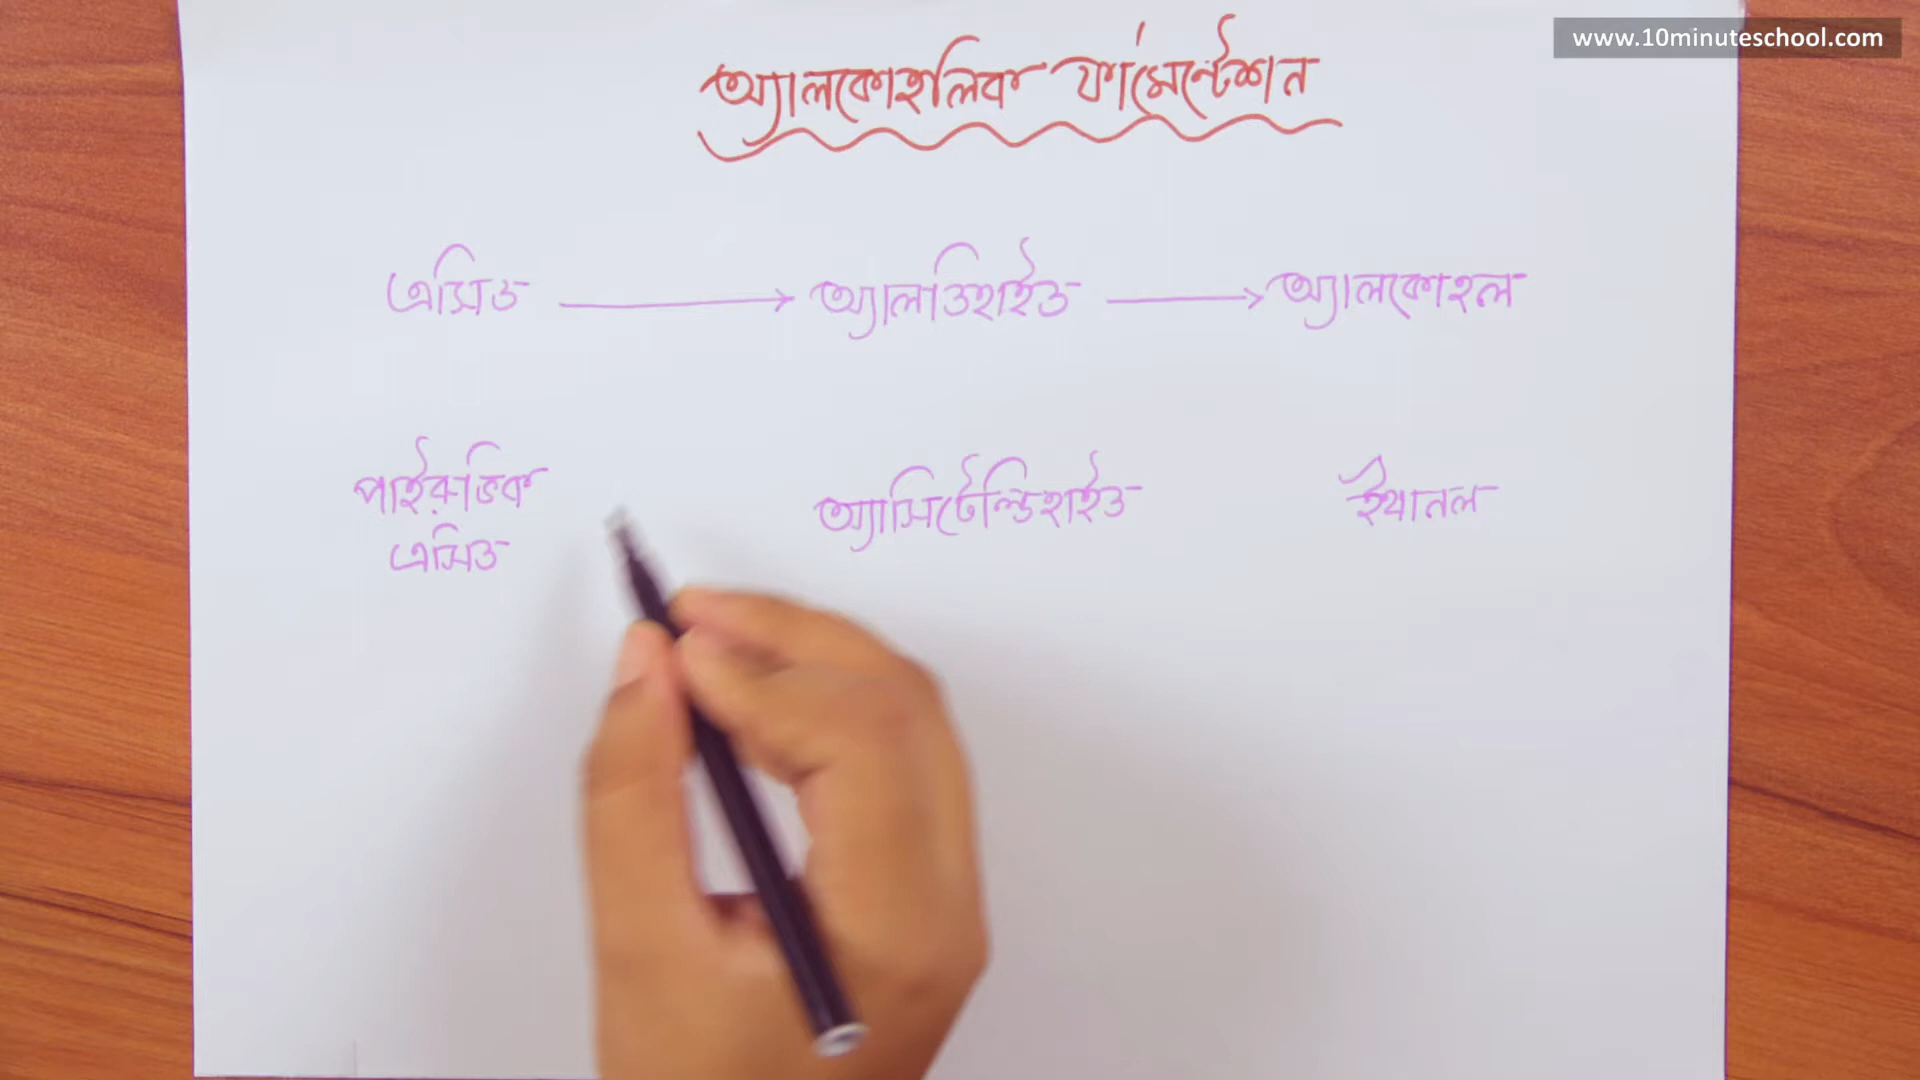 www.10minuteschool.com
অ্যালকোহলিক ফার্মেন্টেশন
এসিড → অ্যালডিহাইড → অ্যালকোহল
পাইরুভিক অ্যাসিটেল্ডিহাইড ইথানল
এসিড